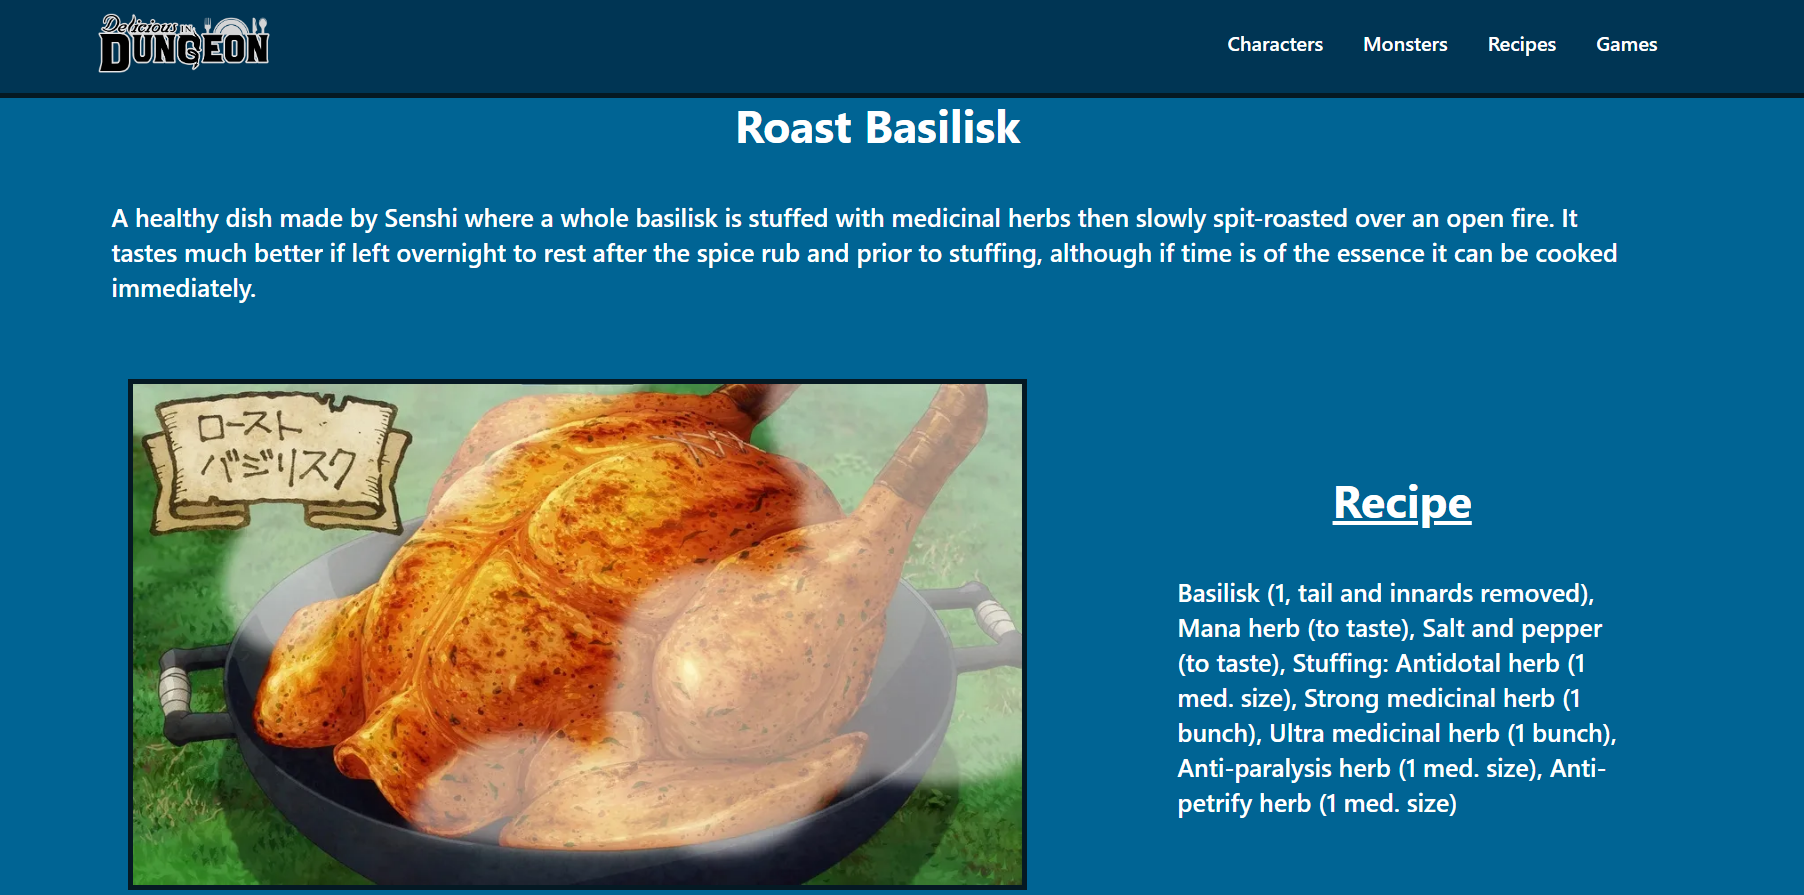 Delicious IN
DUNGEON
Characters Monsters Recipes Games
Roast Basilisk
A healthy dish made by Senshi where a whole basilisk is stuffed with medicinal herbs then slowly spit-roasted over an open fire. It
tastes much better if left overnight to rest after the spice rub and prior to stuffing, although if time is of the essence it can be cooked
immediately.
ロースト
バジリスク
Recipe
Basilisk (1, tail and innards removed),
Mana herb (to taste), Salt and pepper
(to taste), Stuffing: Antidotal herb (1
med. size), Strong medicinal herb (1
bunch), Ultra medicinal herb (1 bunch),
Anti-paralysis herb (1 med. size), Anti-
petrify herb (1 med. size)